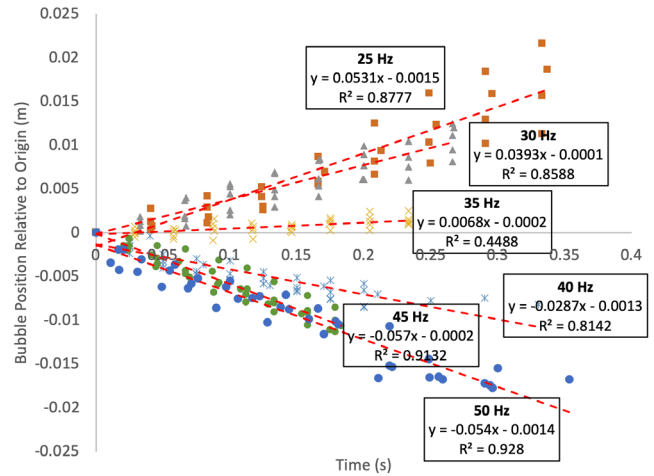 0.025
0.02
0.015
0.01
0.005
0
-0.005
-0.01
-0.015
-0.02
-0.025
Bubble Position Relative to Origin (m)
0
0.05
0.1
0.15
0.2
0.25
0.3
0.35
0.4
Time (s)
25 Hz
y = 0.0531x - 0.0015
R² = 0.8777
30 Hz
y = 0.0393x - 0.0001
R² = 0.8588
35 Hz
y = 0.0068x - 0.0002
R² = 0.4488
40 Hz
y = -0.0287x - 0.0013
R² = 0.8142
45 Hz
y = -0.057x - 0.0002
R² = 0.9132
50 Hz
y = -0.054x - 0.0014
R² = 0.928